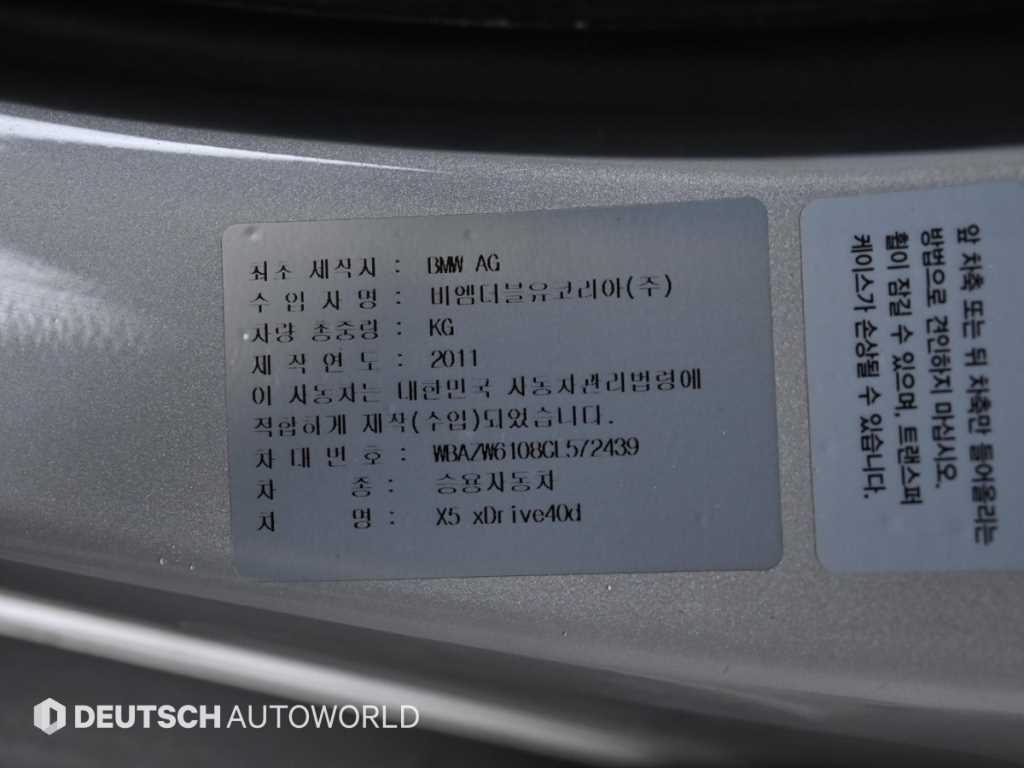 최초 제작사 : BMW AG
수 입 사 명 : 비엠더블유코리아(주)
차량 총중량 : KG
제 작 연 도 : 2011
이 자동차는 대한민국 자동차관리법령에
적합하게 제작(수입)되었습니다.
차 대 번 호 : WBAZW6108CL572439
차 종 : 승용자동차
차 명 : X5 xDrive40d
앞 차축 또는 뒤 차축만 들어올리는
방법으로 견인하지 마십시오.
휠이 잠길 수 있으며, 트랜스퍼
케이스가 손상될 수 있습니다.
DEUTSCH AUTOWORLD